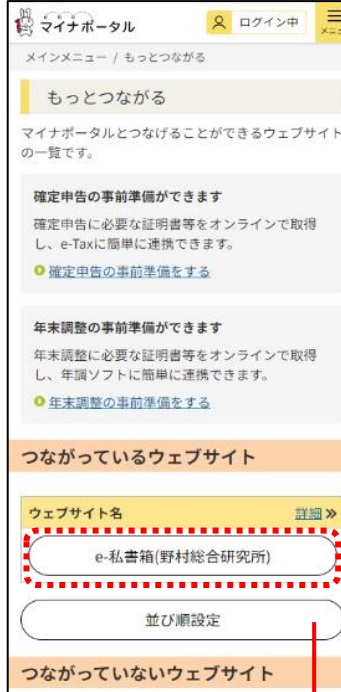 マイナポータル
ログイン中
メインメニュー / もっとつながる
もっとつながる
マイナポータルとつなげることができるウェブサイト
の一覧です。
確定申告の事前準備ができます
確定申告に必要な証明書等をオンラインで取得
し、e-Taxに簡単に連携できます。
確定申告の事前準備をする
年末調整の事前準備ができます
年末調整に必要な証明書等をオンラインで取得
し、年調ソフトに簡単に連携できます。
年末調整の事前準備をする
つながっているウェブサイト
ウェブサイト名 詳細
e-私書箱(野村総合研究所)
並び順設定
つながっていないウェブサイト